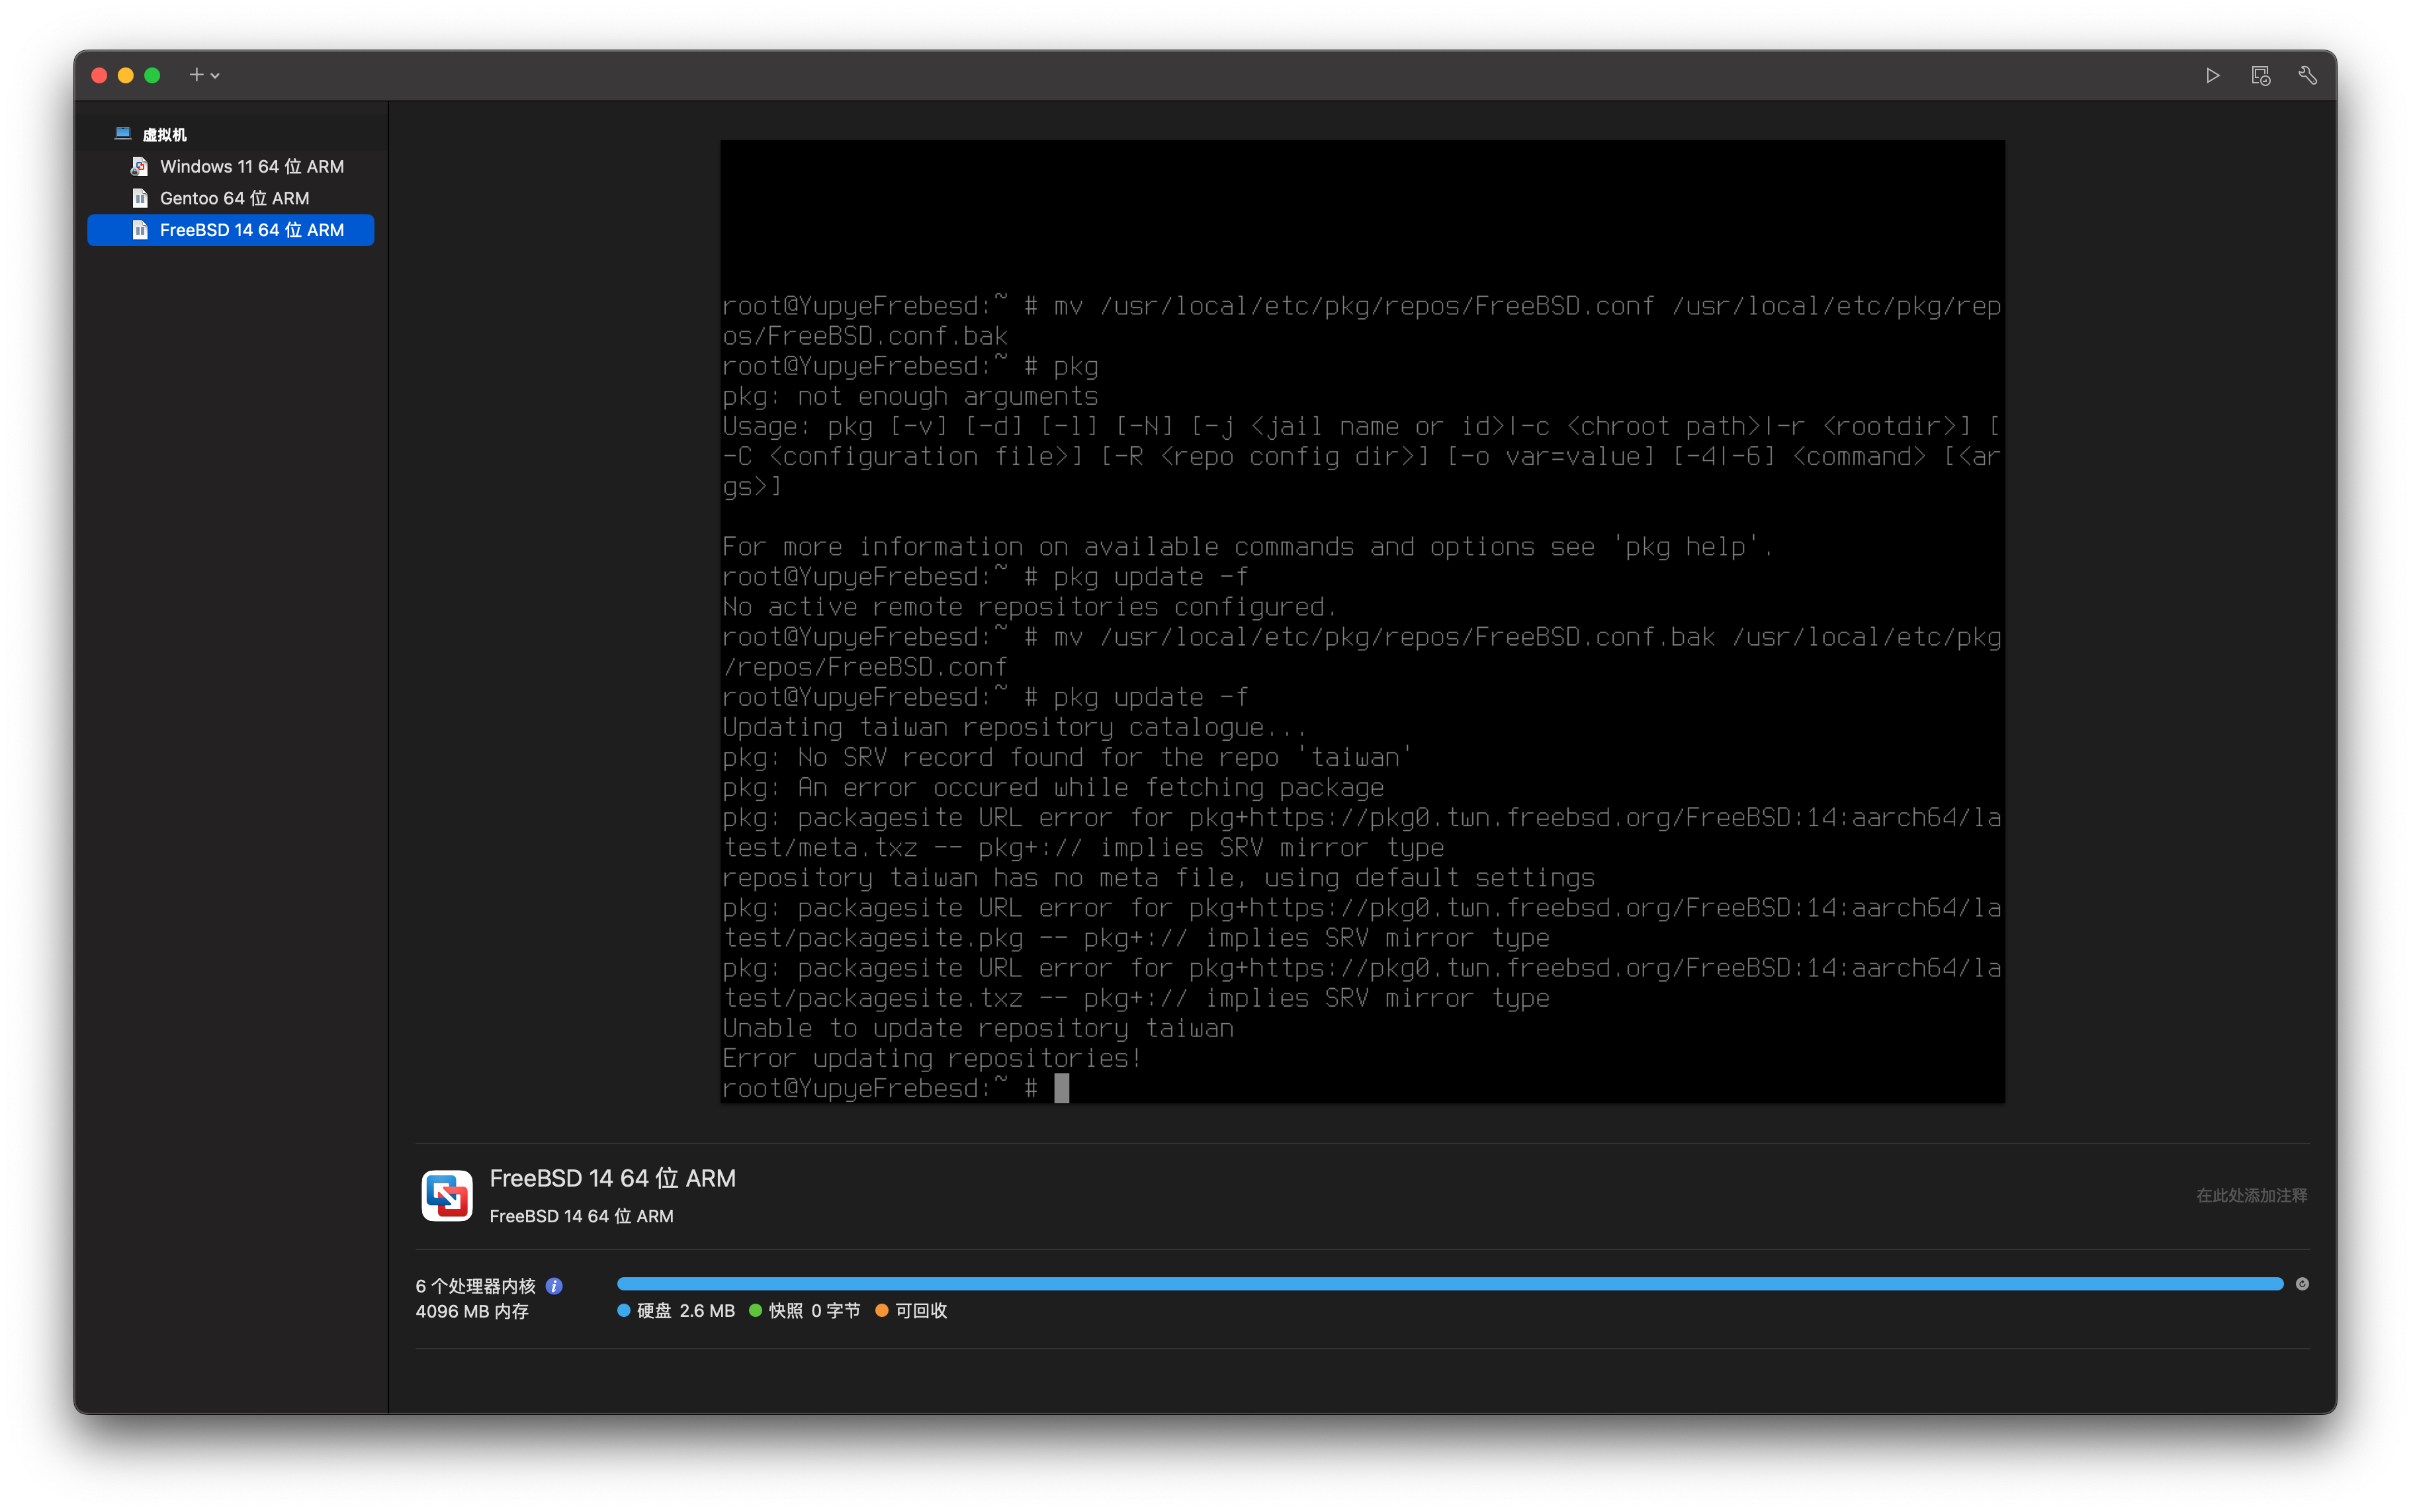 虚拟机
Windows 11 64 位 ARM
Gentoo 64 位 ARM
FreeBSD 14 64 位 ARM
root@YupyeFrebesd:~ # mv /usr/local/etc/pkg/repos/FreeBSD.conf /usr/local/etc/pkg/rep
os/FreeBSD.conf.bak
root@YupyeFrebesd:~ # pkg
pkg: not enough arguments
Usage: pkg [-v] [-d] [-l] [-N] [-j <jail name or id>|-c <chroot path>|-r <rootdir>] [
-C <configuration file>] [-R <repo config dir>] [-o var=value] [-4|-6] <command> [<ar
gs>]
For more information on available commands and options see 'pkg help'.
root@YupyeFrebesd:~ # pkg update -f
No active remote repositories configured.
root@YupyeFrebesd:~ # mv /usr/local/etc/pkg/repos/FreeBSD.conf.bak /usr/local/etc/pkg
/repos/FreeBSD.conf
root@YupyeFrebesd:~ # pkg update -f
Updating taiwan repository catalogue...
pkg: No SRV record found for the repo 'taiwan'
pkg: An error occured while fetching package
pkg: packagesite URL error for pkg+https://pkg0.twn.freebsd.org/FreeBSD:14:aarch64/la
test/meta.txz -- pkg+:// implies SRV mirror type
repository taiwan has no meta file, using default settings
pkg: packagesite URL error for pkg+https://pkg0.twn.freebsd.org/FreeBSD:14:aarch64/la
test/packagesite.pkg -- pkg+:// implies SRV mirror type
pkg: packagesite URL error for pkg+https://pkg0.twn.freebsd.org/FreeBSD:14:aarch64/la
test/packagesite.txz -- pkg+:// implies SRV mirror type
Unable to update repository taiwan
Error updating repositories!
root@YupyeFrebesd:~ #
FreeBSD 14 64 位 ARM
FreeBSD 14 64 位 ARM
在此处添加注释
6 个处理器内核
4096 MB 内存
硬盘 2.6 MB 快照 0 字节 可回收